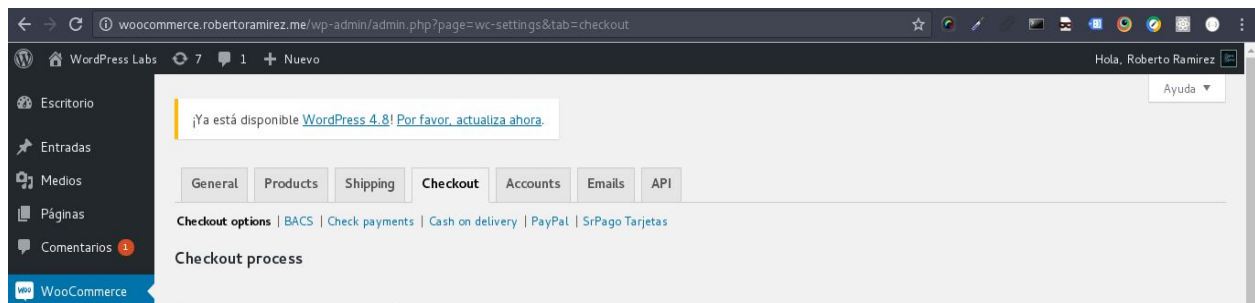 woocommerce.robertoramirez.me/wp-admin/admin.php?page=wc-settings&tab=checkout
WordPress Labs 7 1 + Nuevo Hola, Roberto Ramirez
Escritorio
Ayuda ▼
¡Ya está disponible WordPress 4.8! Por favor, actualiza ahora.
Entradas
Medios
General Products Shipping Checkout Accounts Emails API
Páginas
Checkout options | BACS | Check payments | Cash on delivery | PayPal | SrPago Tarjetas
Comentarios 1
Checkout process
Woo WooCommerce